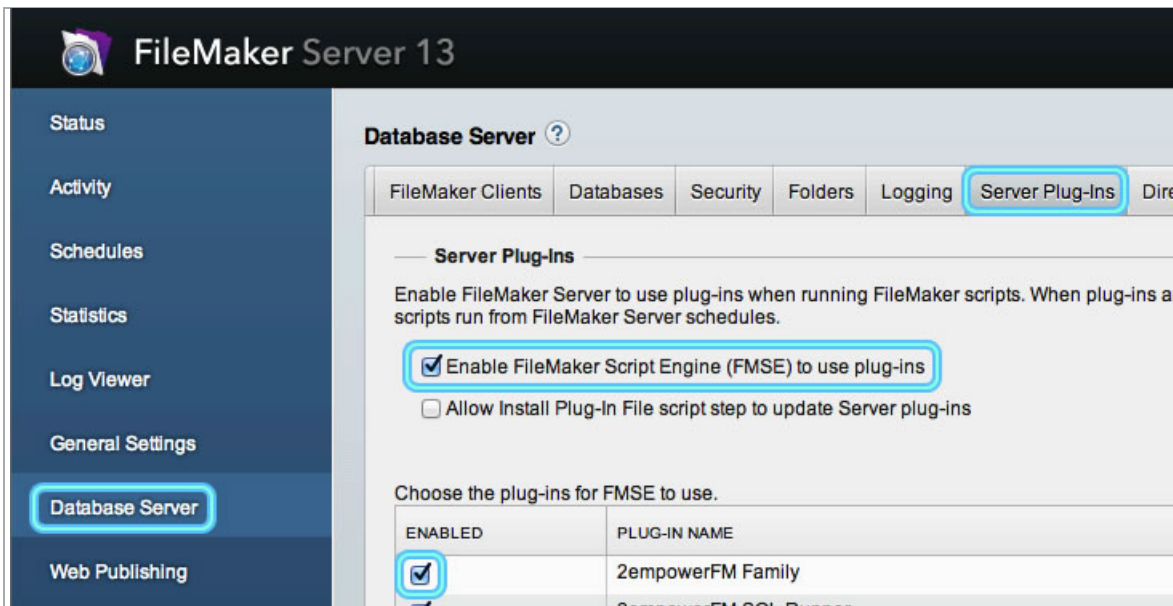 FileMaker Server 13
Status
Activity
Schedules
Statistics
Log Viewer
General Settings
Database Server
Web Publishing
Database Server ?
FileMaker Clients Databases Security Folders Logging Server Plug-Ins Dire
Server Plug-Ins
Enable FileMaker Server to use plug-ins when running FileMaker scripts. When plug-ins a
scripts run from FileMaker Server schedules.
Enable FileMaker Script Engine (FMSE) to use plug-ins
Allow Install Plug-In File script step to update Server plug-ins
Choose the plug-ins for FMSE to use.
ENABLED PLUG-IN NAME
2empowerFM Family